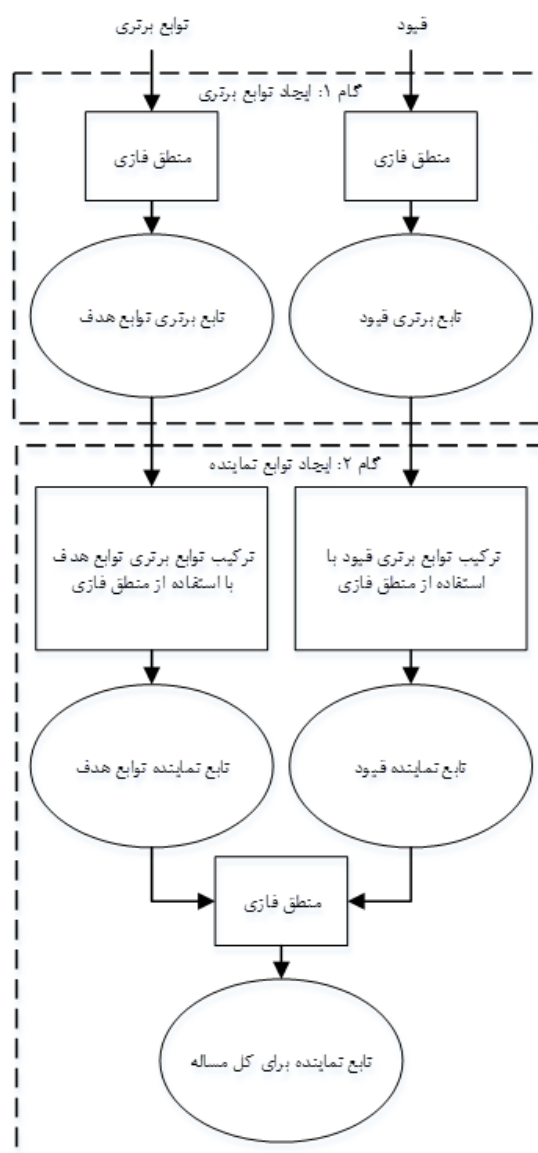 قیود
توابع برتری
گام ۱: ایجاد توابع برتری
منطق فازی
منطق فازی
تابع برتری قیود
تابع برتری توابع هدف
گام ۲: ایجاد توابع نماینده
ترکیب توابع برتری قیود با
استفاده از منطق فازی
ترکیب توابع برتری توابع هدف
با استفاده از منطق فازی
تابع نماینده قیود
تابع نماینده توابع هدف
منطق فازی
تابع نماینده برای کل مساله